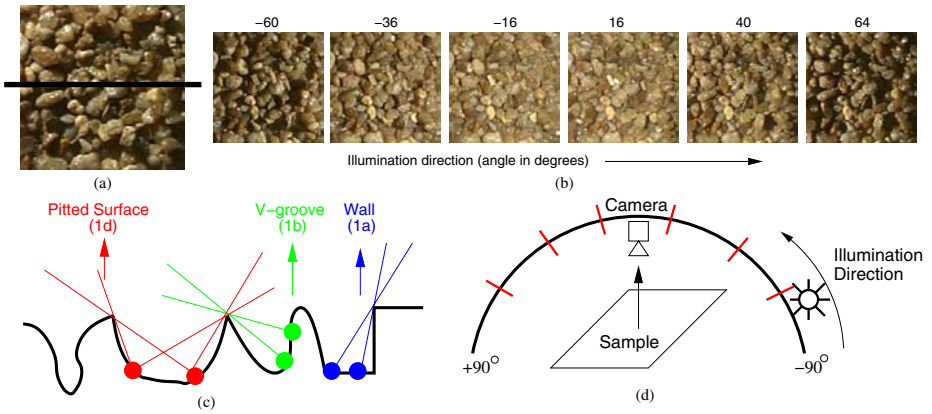 (a)
−60 −36 −16 16 40 64
Illumination direction (angle in degrees)
(b)
Pitted Surface
(1d)
V−groove
(1b)
Wall
(1a)
(c)
Camera
Illumination
Direction
Sample
+90° −90°
(d)